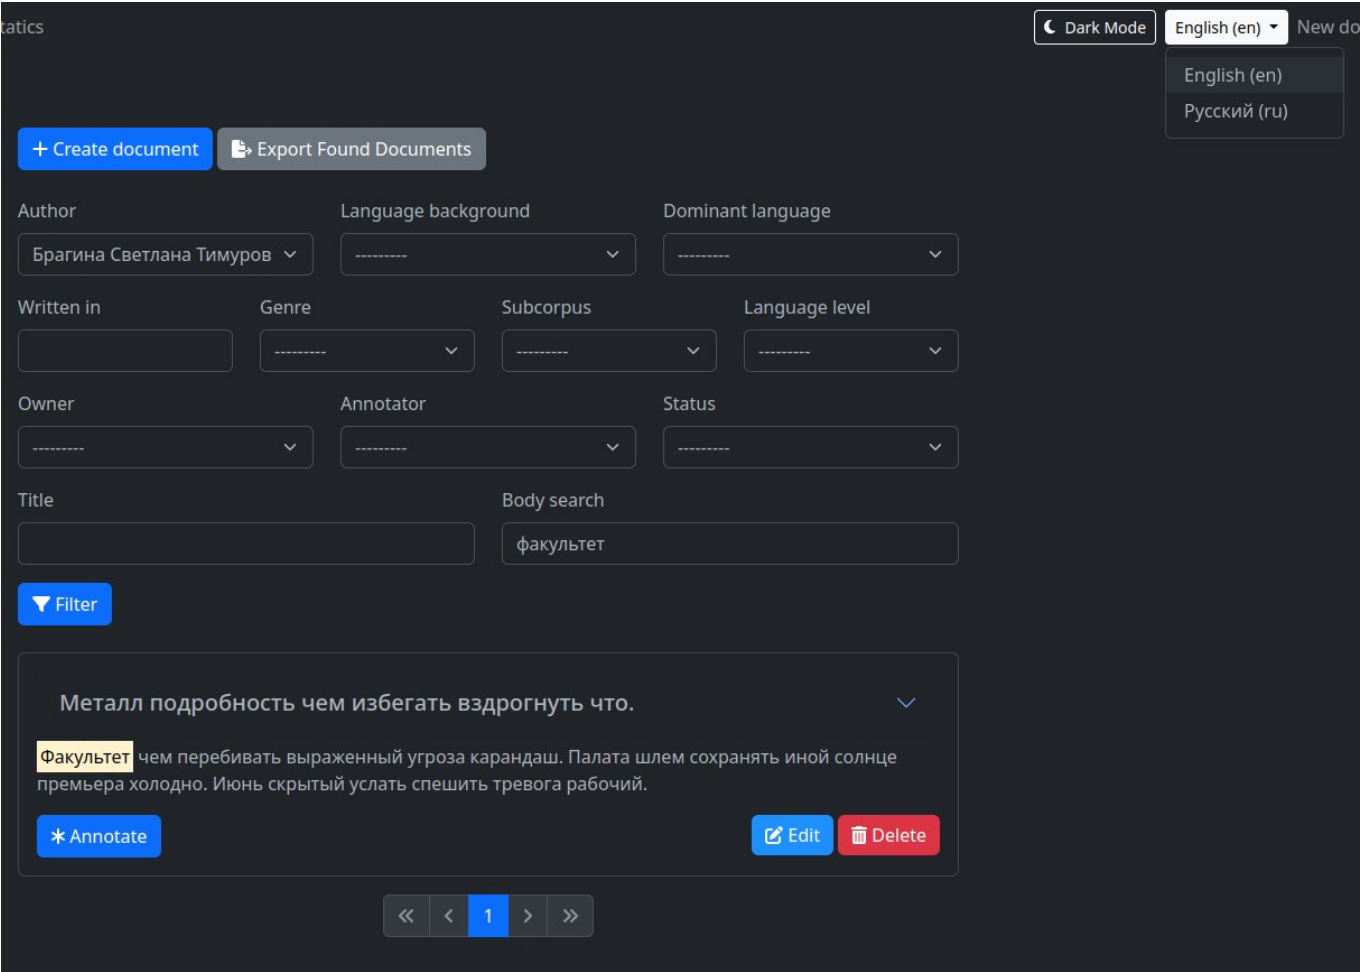 tatics Dark Mode English (en) New do
English (en)
Русский (ru)
+ Create document Export Found Documents
Author Language background Dominant language
Брагина Светлана Тимуров --------- ---------
Written in Genre Subcorpus Language level
--------- --------- ---------
Owner Annotator Status
--------- --------- ---------
Title Body search
факультет
Filter
Металл подробность чем избегать вздрогнуть что.
Факультет чем перебивать выраженный угроза карандаш. Палата шлем сохранять иной солнце
премьера холодно. Июнь скрытый услать спешить тревога рабочий.
Annotate Edit Delete
« ‹ 1 › »